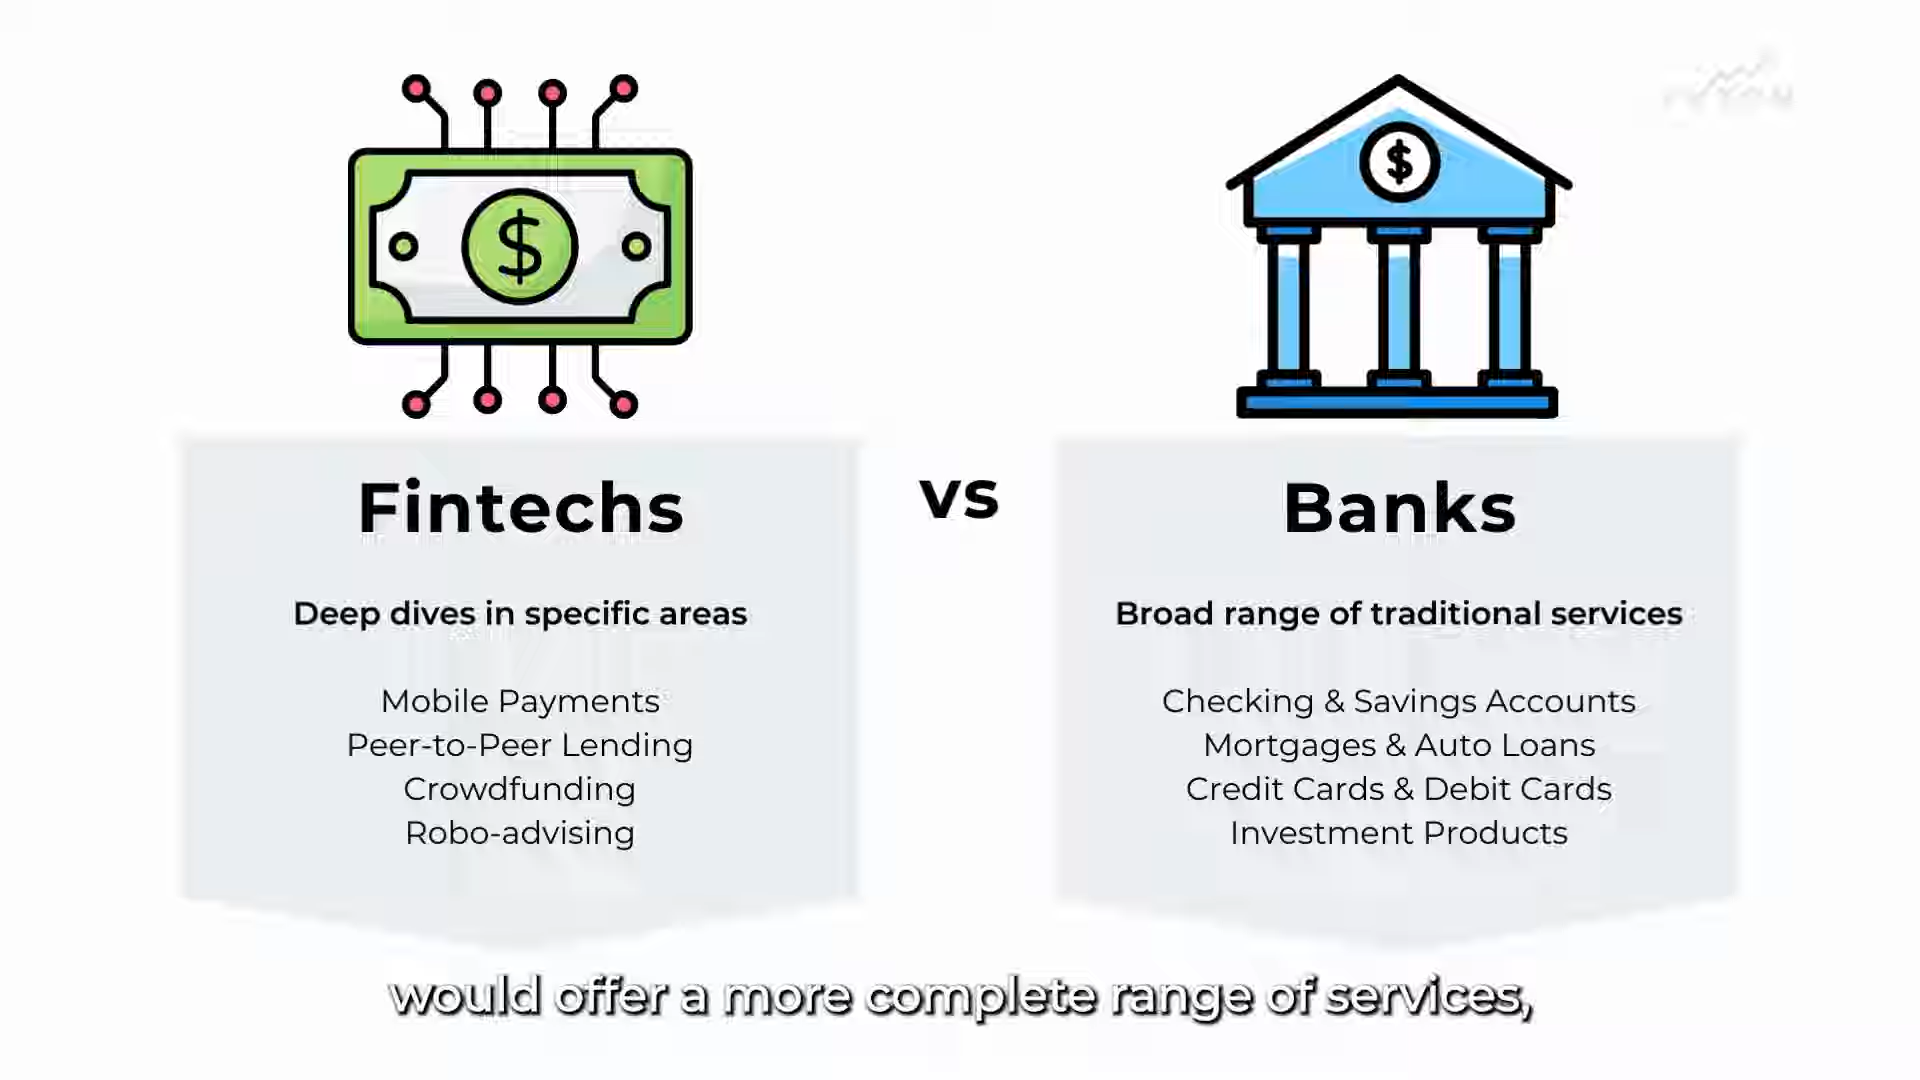 $
$
Fintechs
vs
Banks
Deep dives in specific areas
Broad range of traditional services
Mobile Payments
Peer-to-Peer Lending
Crowdfunding
Robo-advising
Checking & Savings Accounts
Mortgages & Auto Loans
Credit Cards & Debit Cards
Investment Products
would offer a more complete range of services,